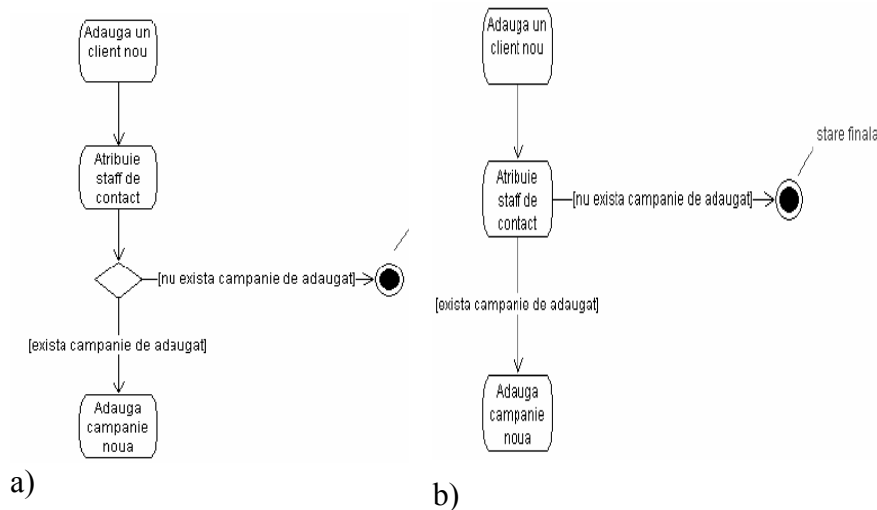 Adauga un
client nou
Atribuie
staff de
contact
[nu exista campanie de adaugat]
[exista campanie de adaugat]
Adauga
campanie
noua
a)
Adauga un
client nou
stare finala
Atribuie
staff de
contact
[nu exista campanie de adaugat]
[exista campanie de adaugat]
Adauga
campanie
noua
b)